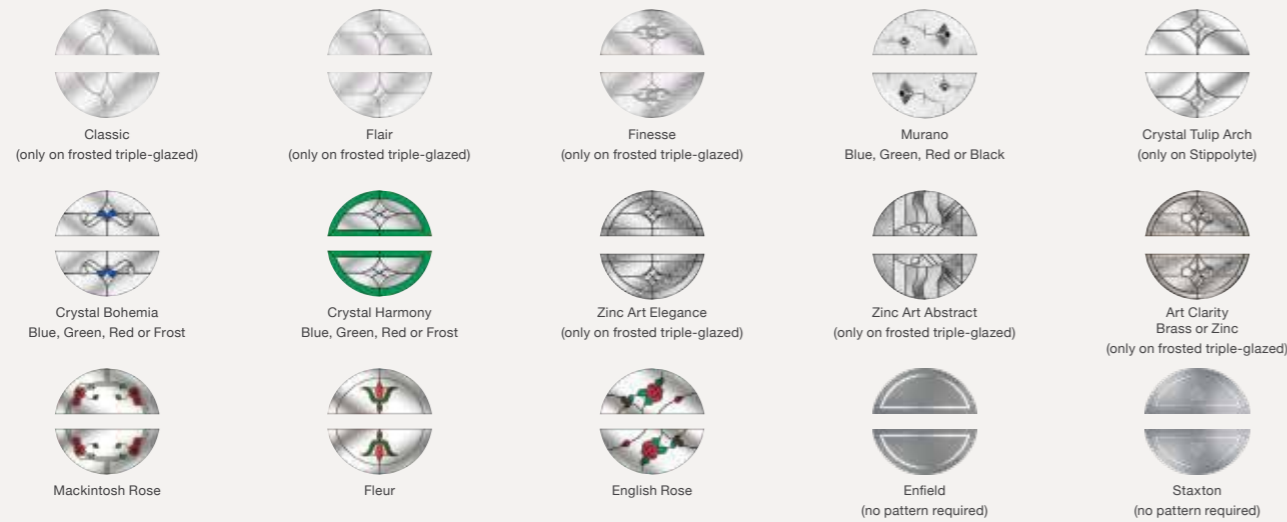 Classic
(only on frosted triple-glazed)
Flair
(only on frosted triple-glazed)
Finesse
(only on frosted triple-glazed)
Murano
Blue, Green, Red or Black
Crystal Tulip Arch
(only on Stippolyte)
Crystal Bohemia
Blue, Green, Red or Frost
Crystal Harmony
Blue, Green, Red or Frost
Zinc Art Elegance
(only on frosted triple-glazed)
Zinc Art Abstract
(only on frosted triple-glazed)
Art Clarity
Brass or Zinc
(only on frosted triple-glazed)
Mackintosh Rose
Fleur
English Rose
Enfield
(no pattern required)
Staxton
(no pattern required)